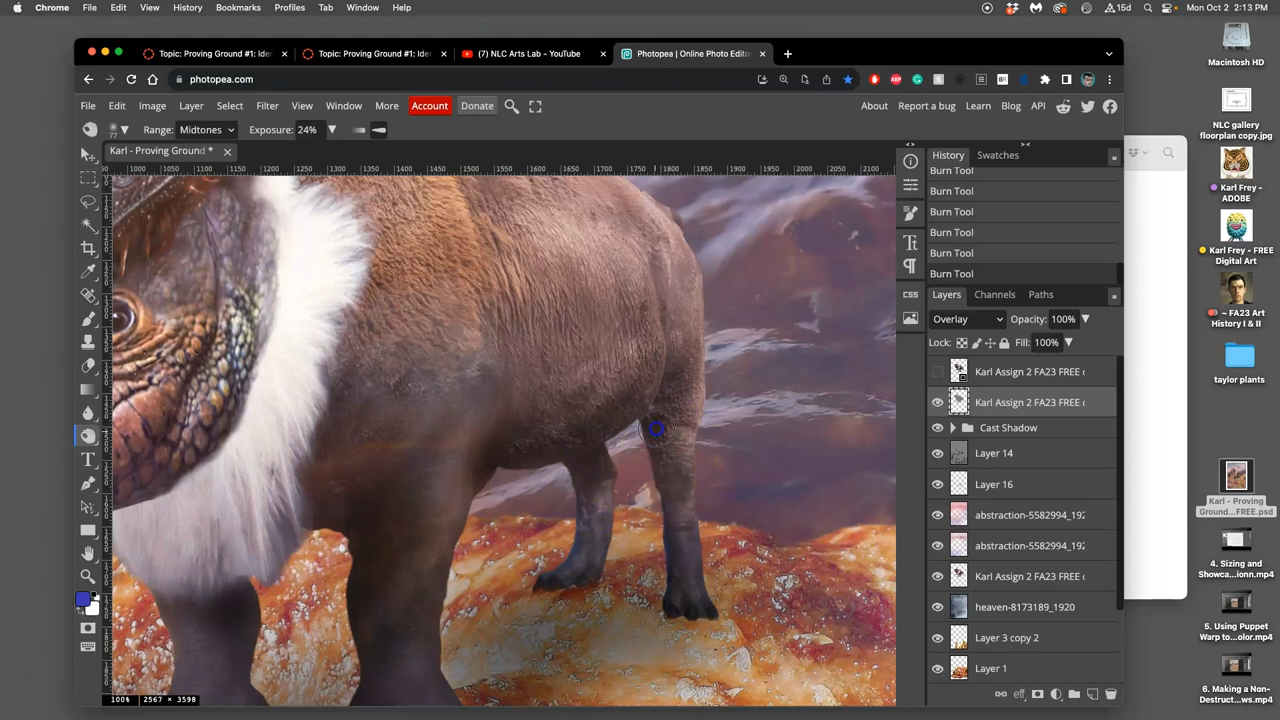 Chrome File Edit View History Bookmarks Profiles Tab Window Help 15d Mon Oct 2 2:13 PM
Topic: Proving Ground #1: Ider Topic: Proving Ground #1: Ider (7) NLC Arts Lab - YouTube Photopea | Online Photo Edito
photopea.com
File Edit Image Layer Select Filter View Window More Account Donate About Report a bug Learn Blog API
77 Range: Midtones Exposure: 24%
Karl - Proving Ground *
History Swatches
Burn Tool
Burn Tool
Burn Tool
Burn Tool
Burn Tool
Burn Tool
Layers Channels Paths
Overlay Opacity: 100%
Lock: Fill: 100%
Karl Assign 2 FA23 FREE c
Karl Assign 2 FA23 FREE c
Cast Shadow
Layer 14
Layer 16
abstraction-5582994_192
abstraction-5582994_192
Karl Assign 2 FA23 FREE c
heaven-8173189_1920
Layer 3 copy 2
Layer 1
100% 2567 × 3598
CSS
Macintosh HD
NLC gallery
floorplan copy.jpg
Karl Frey -
ADOBE
Karl Frey - FREE
Digital Art
~ FA23 Art
History I & II
taylor plants
Karl - Proving
Ground...FREE.psd
4. Sizing and
Showca...ionn.mp4
5. Using Puppet
Warp to...olor.mp4
6. Making a Non-
Destruct...ws.mp4